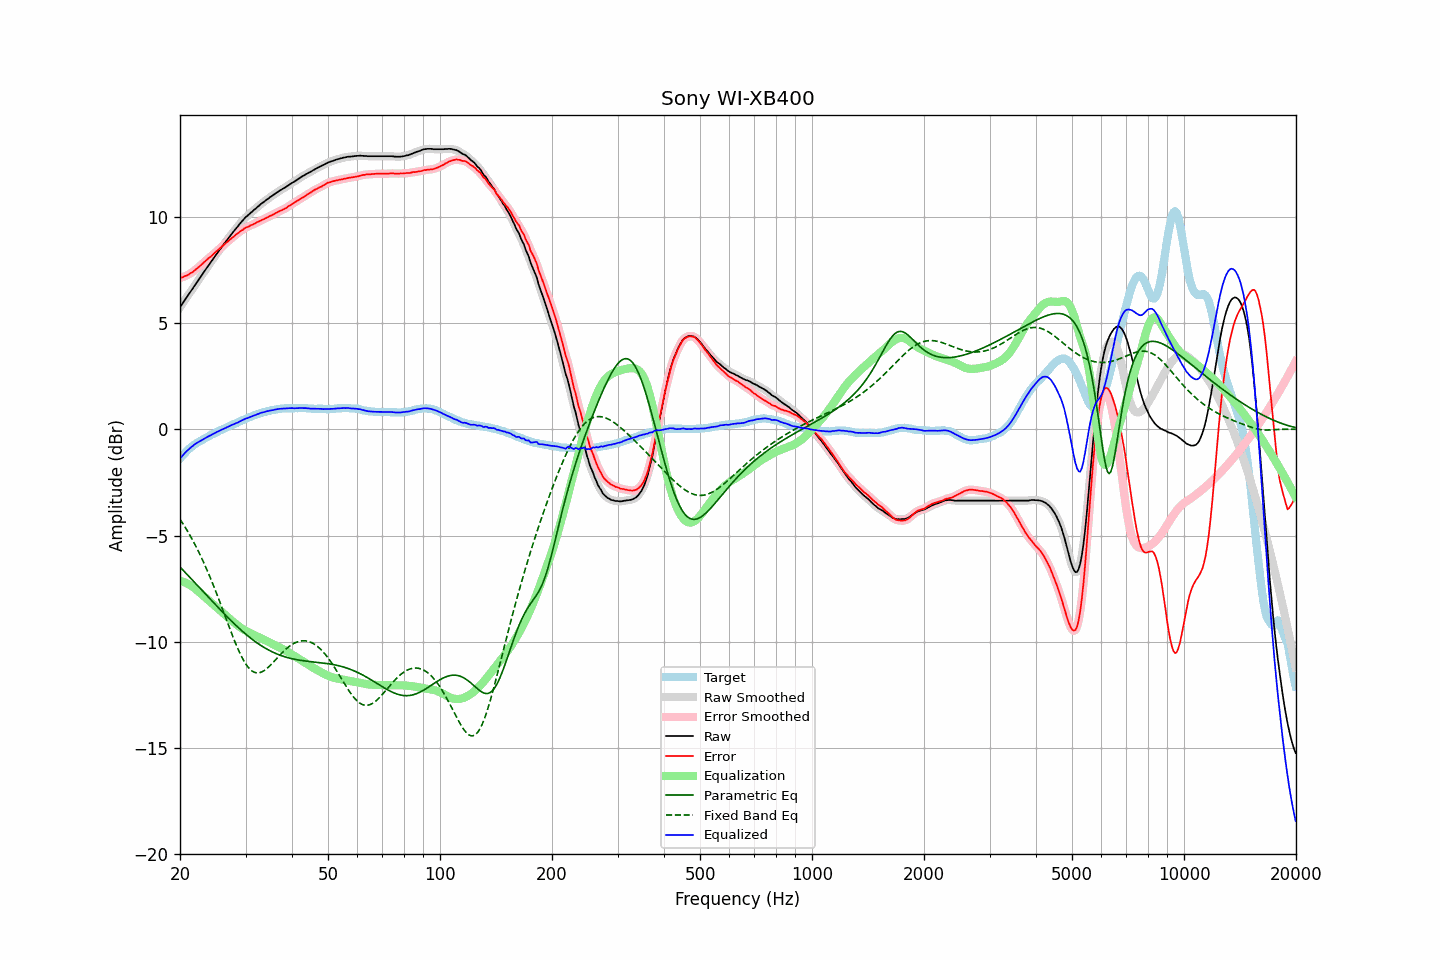 Sony WI-XB400
Amplitude (dBr)
10
5
0
−5
−10
−15
−20
Target
Raw Smoothed
Error Smoothed
Raw
Error
Equalization
Parametric Eq
Fixed Band Eq
Equalized
20 50 100 200 500 1000 2000 5000 10000 20000
Frequency (Hz)